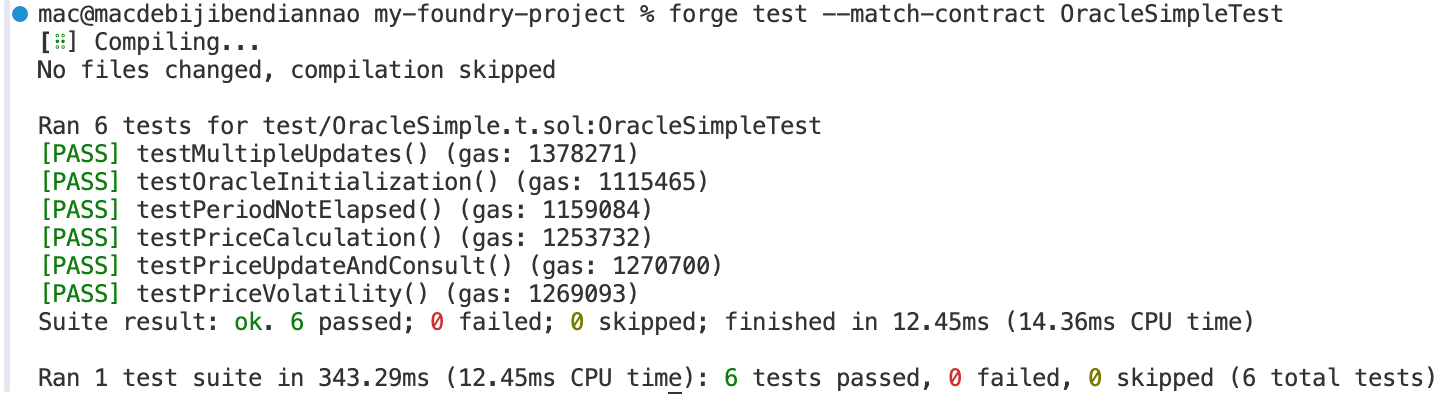 mac@macdebijibendiannao my-foundry-project % forge test --match-contract OracleSimpleTest
[⠿] Compiling...
No files changed, compilation skipped
Ran 6 tests for test/OracleSimple.t.sol:OracleSimpleTest
[PASS] testMultipleUpdates() (gas: 1378271)
[PASS] testOracleInitialization() (gas: 1115465)
[PASS] testPeriodNotElapsed() (gas: 1159084)
[PASS] testPriceCalculation() (gas: 1253732)
[PASS] testPriceUpdateAndConsult() (gas: 1270700)
[PASS] testPriceVolatility() (gas: 1269093)
Suite result: ok. 6 passed; 0 failed; 0 skipped; finished in 12.45ms (14.36ms CPU time)
Ran 1 test suite in 343.29ms (12.45ms CPU time): 6 tests passed, 0 failed, 0 skipped (6 total tests)